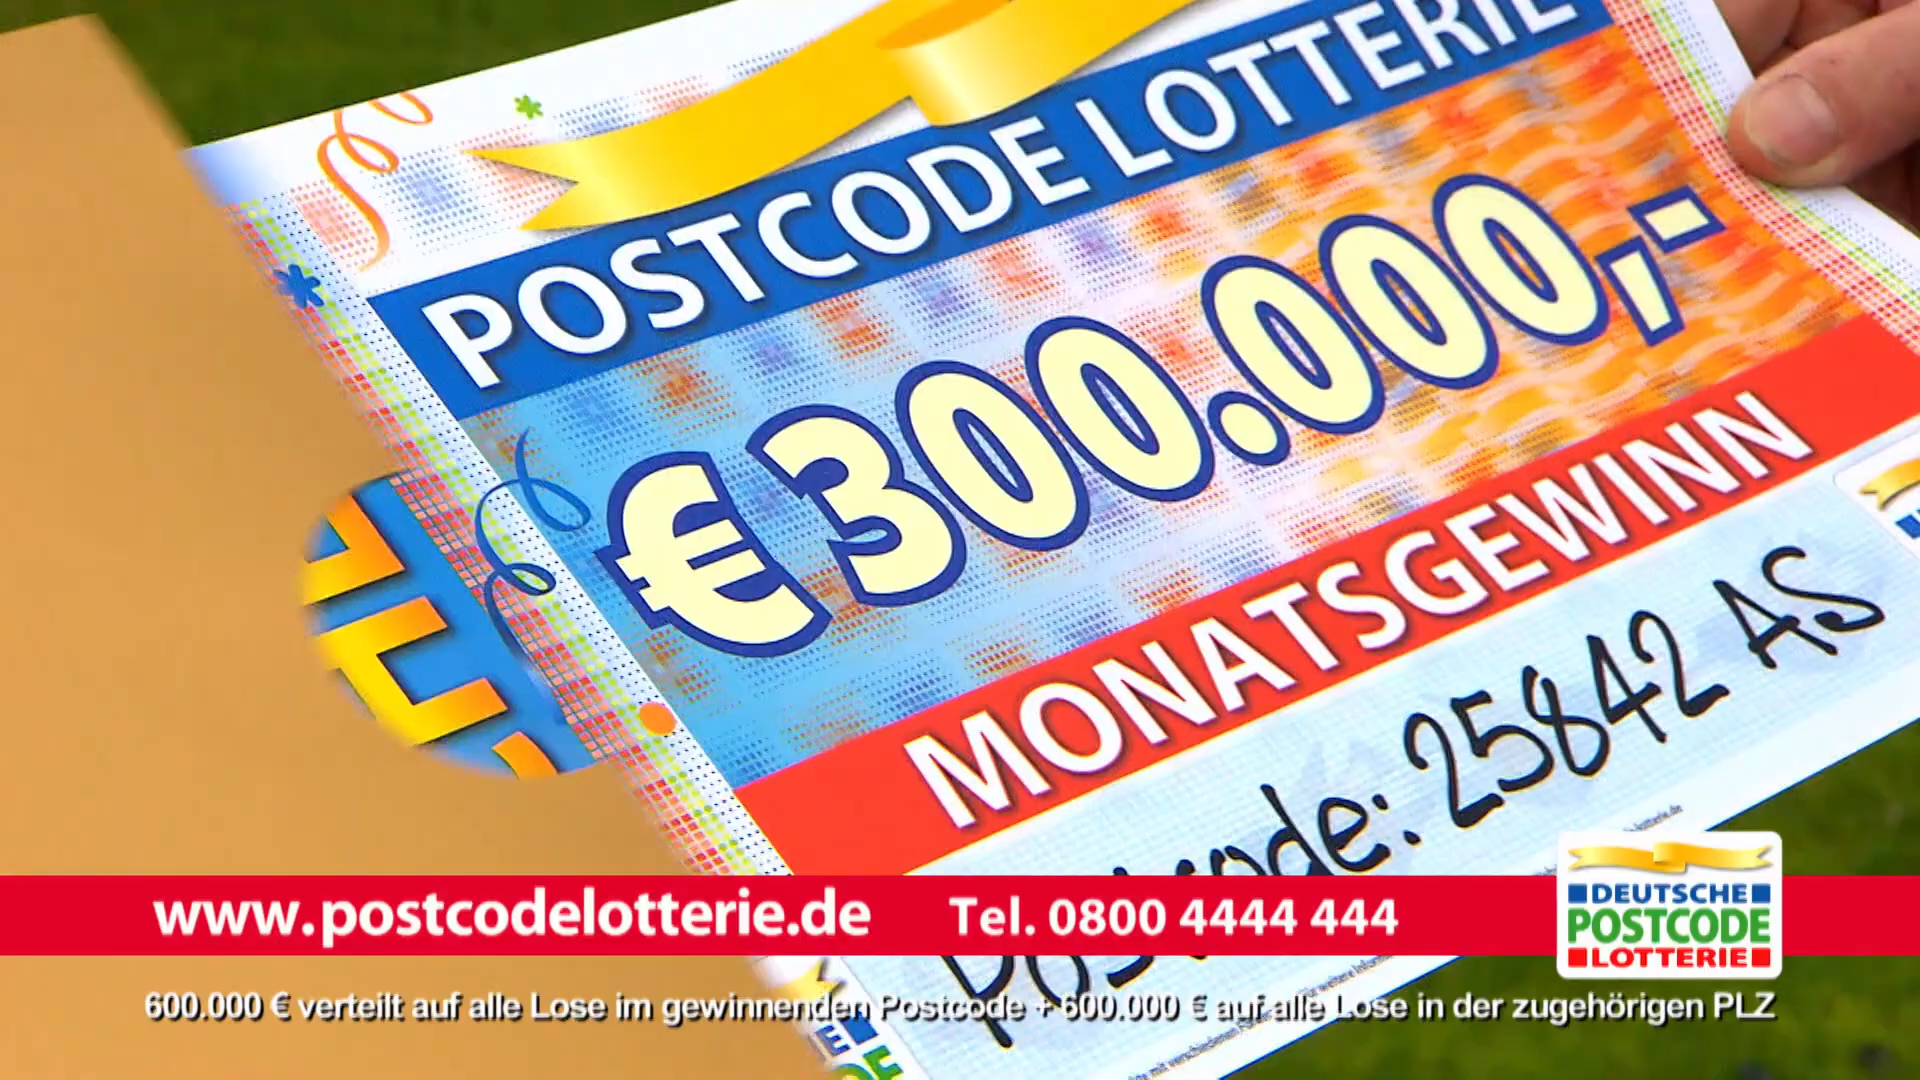 POSTCODE LOTTERIE
€ 300.000,-
MONATSGEWINN
Postcode: 25842 AS
www.postcodelotterie.de Tel. 0800 4444 444
DEUTSCHE
POSTCODE
LOTTERIE
600.000 € verteilt auf alle Lose im gewinnenden Postcode + 600.000 € auf alle Lose in der zugehörigen PLZ